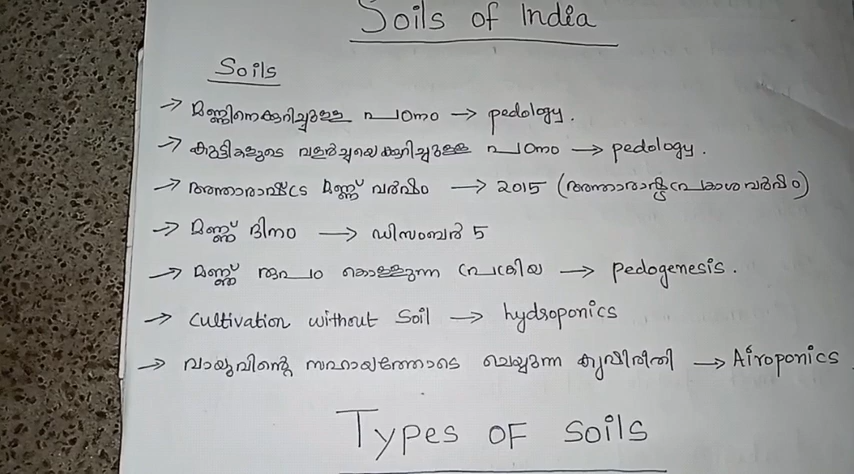 Soils of India
Soils
→ മണ്ണിനെക്കുറിച്ചുള്ള പഠനം → pedology.
→ കുട്ടികളുടെ വളർച്ചയെക്കുറിച്ചുള്ള പഠനം → pedology.
→ അന്താരാഷ്ട്ര മണ്ണ് വർഷം → 2015 (അന്താരാഷ്ട്ര പ്രകാശവർഷം)
→ മണ്ണ് ദിനം → ഡിസംബർ 5
→ മണ്ണ് രൂപം കൊള്ളുന്ന പ്രക്രിയ → pedogenesis.
→ Cultivation without Soil → hydroponics
→ വായുവിന്റെ സഹായത്തോടെ ചെയ്യുന്ന കൃഷിരീതി → Airoponics
Types OF Soils